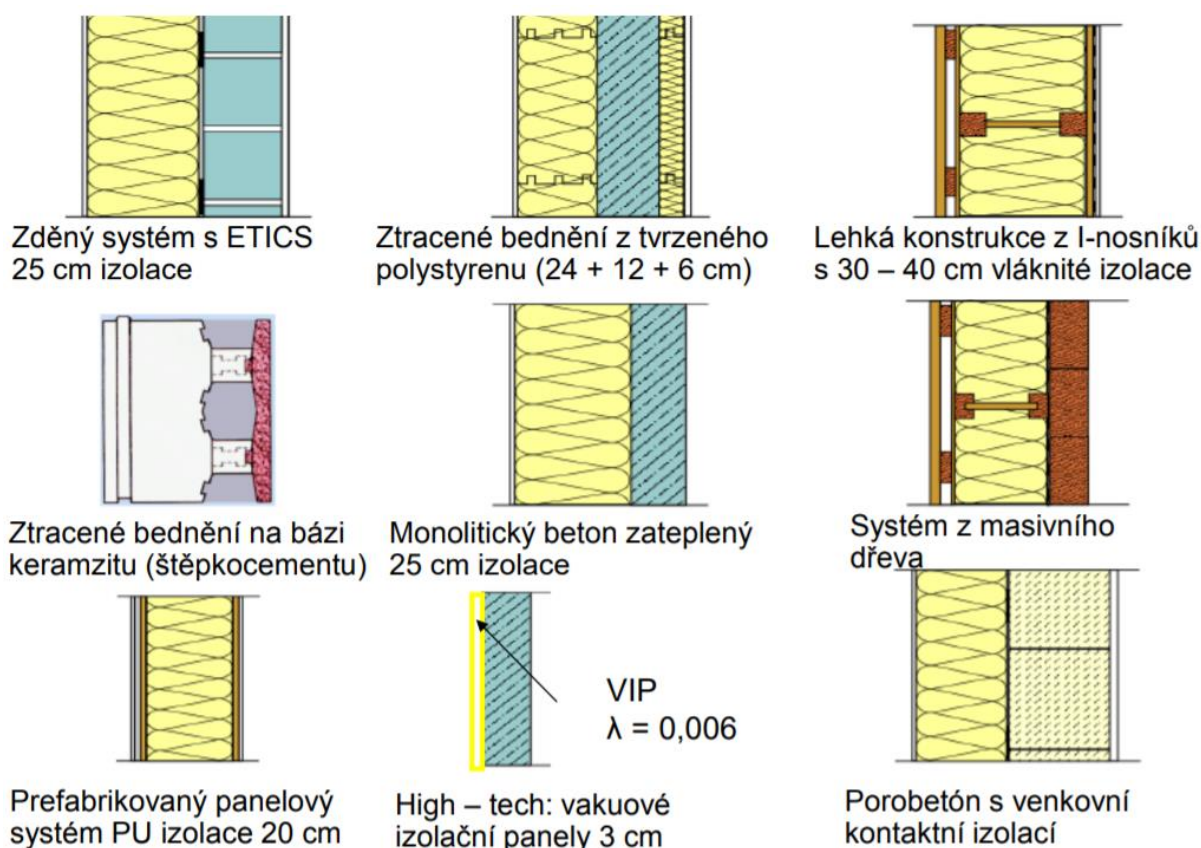 Zděný systém s ETICS
25 cm izolace
Ztracené bednění z tvrzeného
polystyrenu (24 + 12 + 6 cm)
Lehká konstrukce z I-nosníků
s 30 – 40 cm vláknité izolace
Ztracené bednění na bázi
keramzitu (štěpkocementu)
Monolitický beton zateplený
25 cm izolace
Systém z masivního
dřeva
Prefabrikovaný panelový
systém PU izolace 20 cm
VIP
λ = 0,006
High – tech: vakuové
izolační panely 3 cm
Porobetón s venkovní
kontaktní izolací